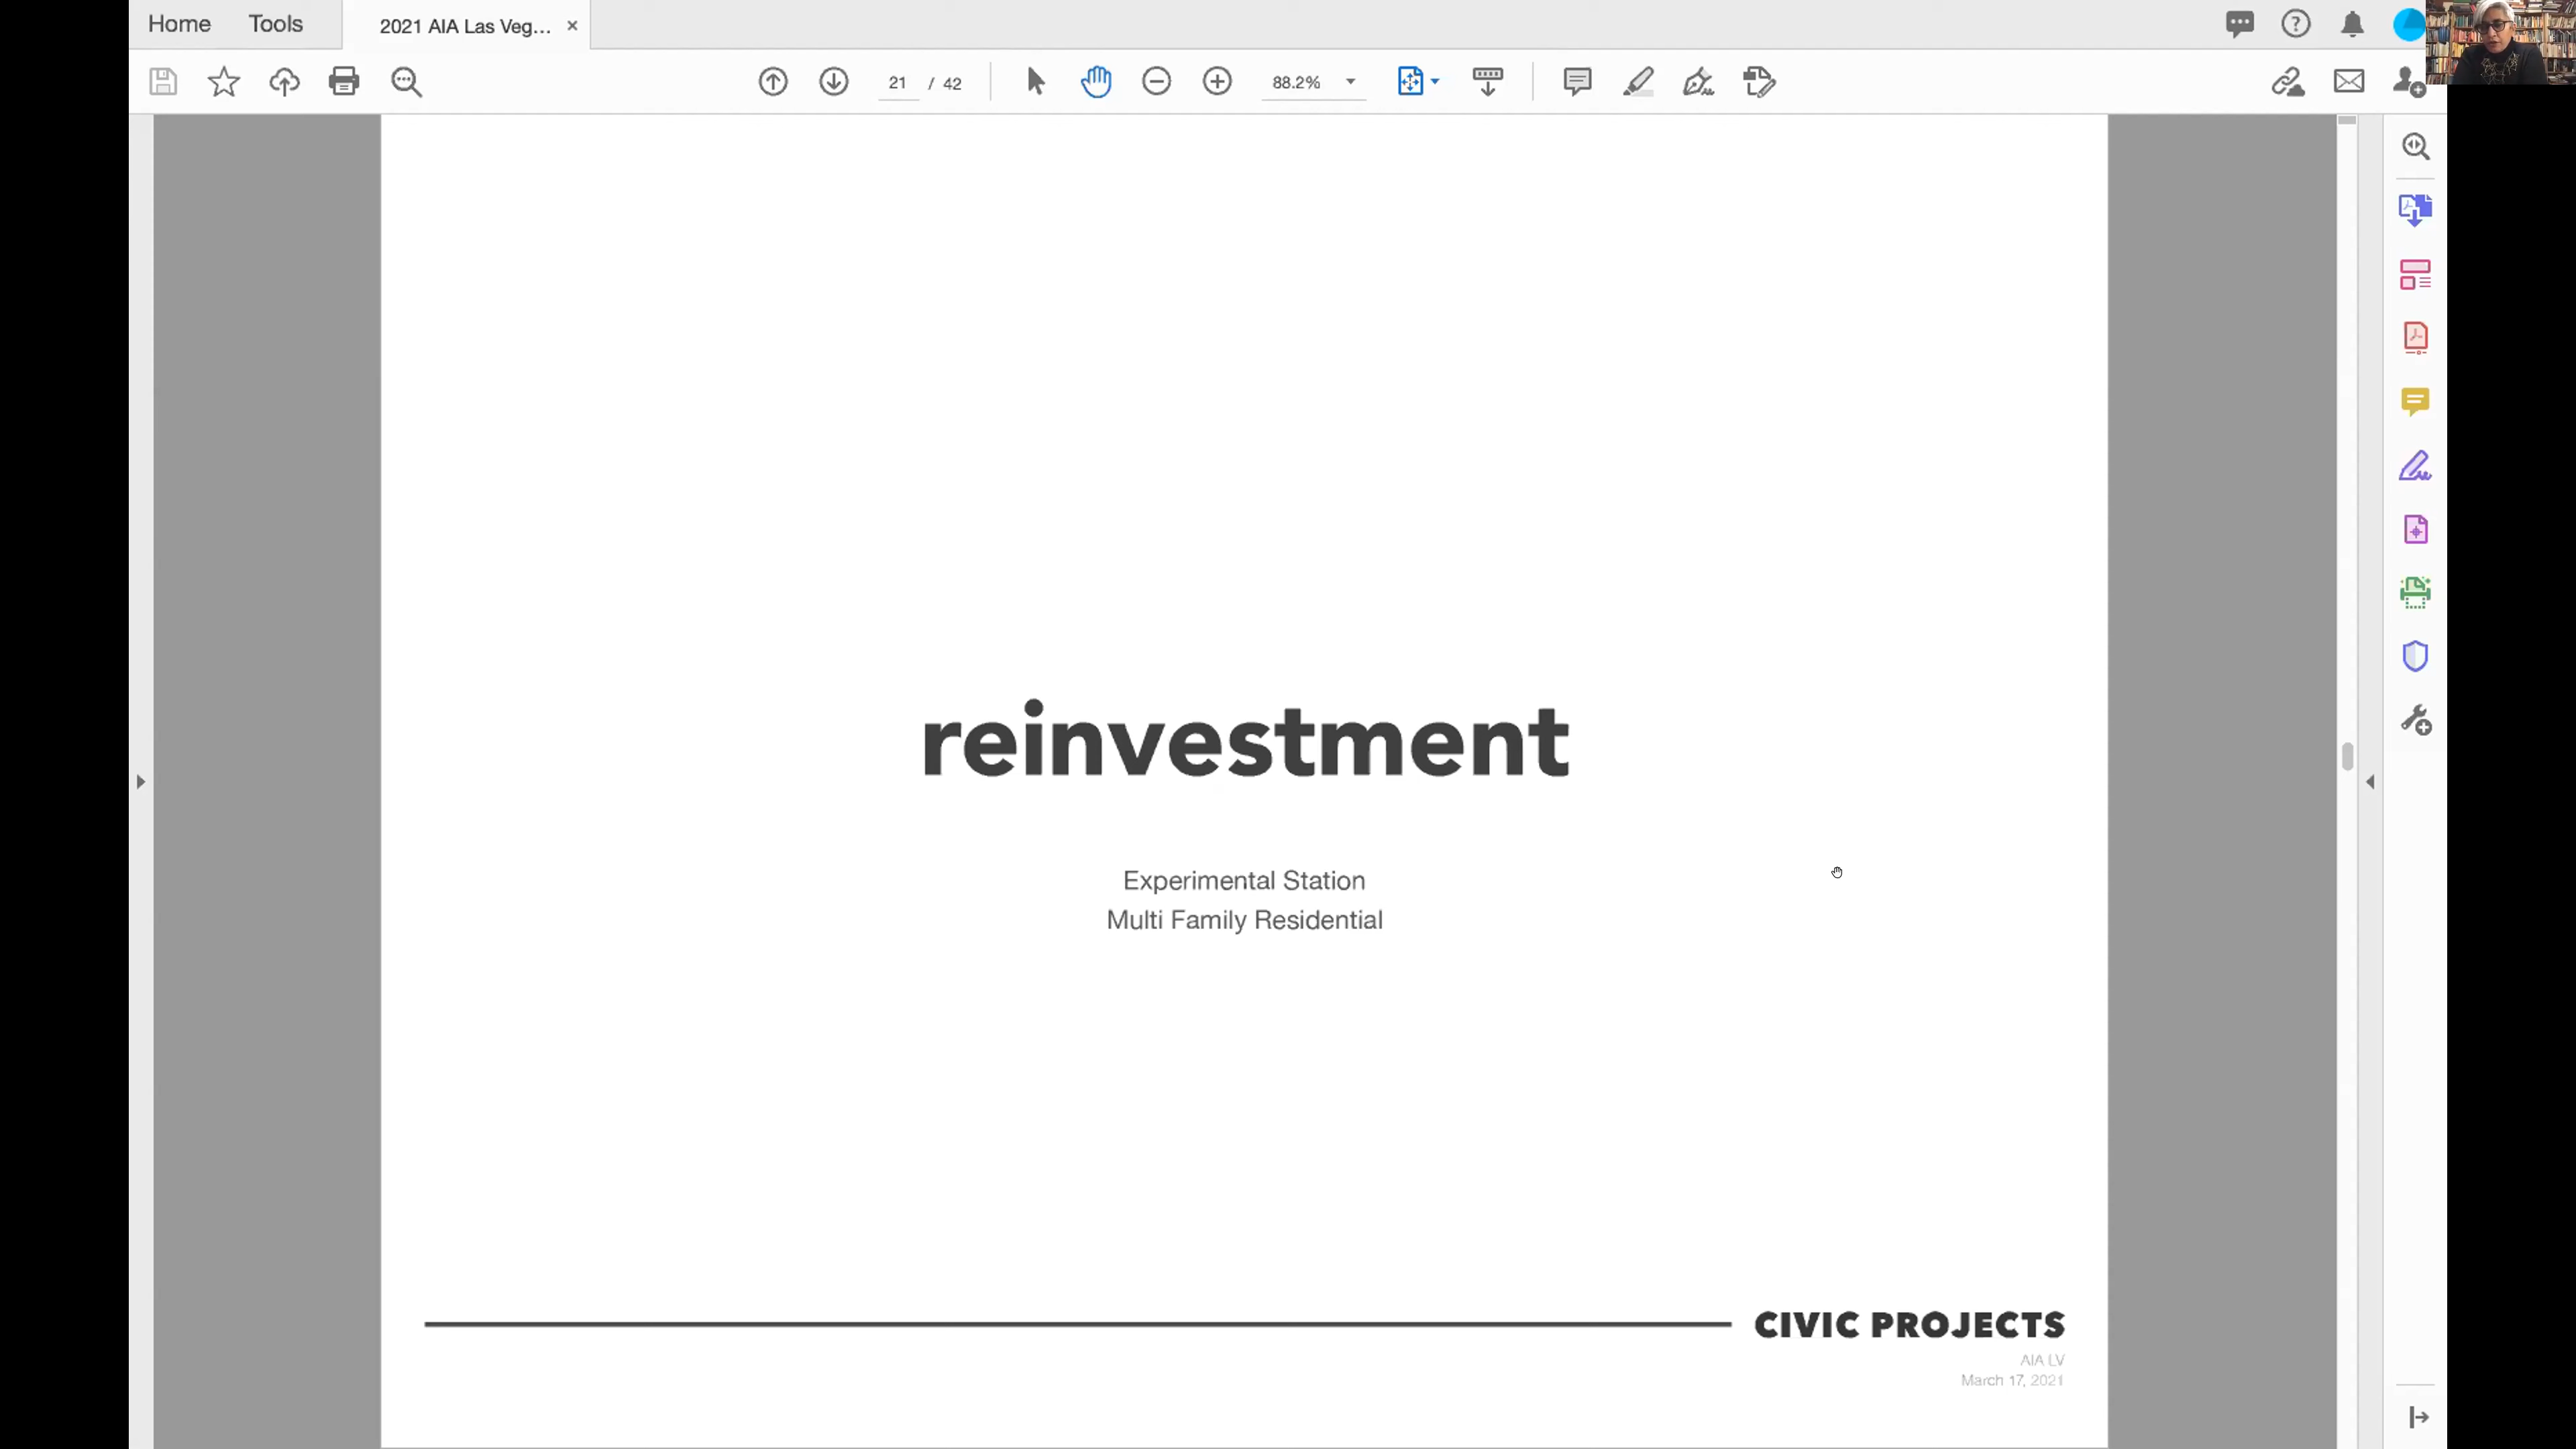 Home Tools 2021 AIA Las Veg...
21 / 42 88.2%
reinvestment
Experimental Station
Multi Family Residential
CIVIC PROJECTS
AIA LV
March 17, 2021